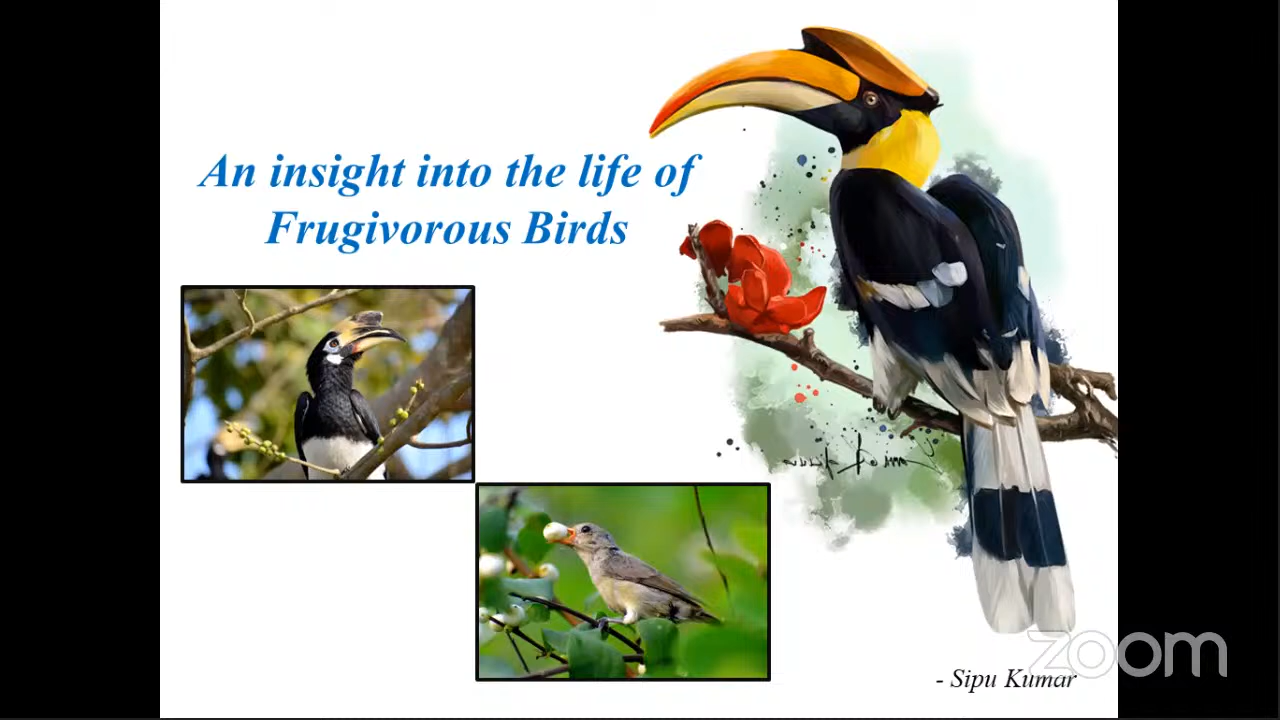 An insight into the life of
Frugivorous Birds
- Sipu Kumar
zoom